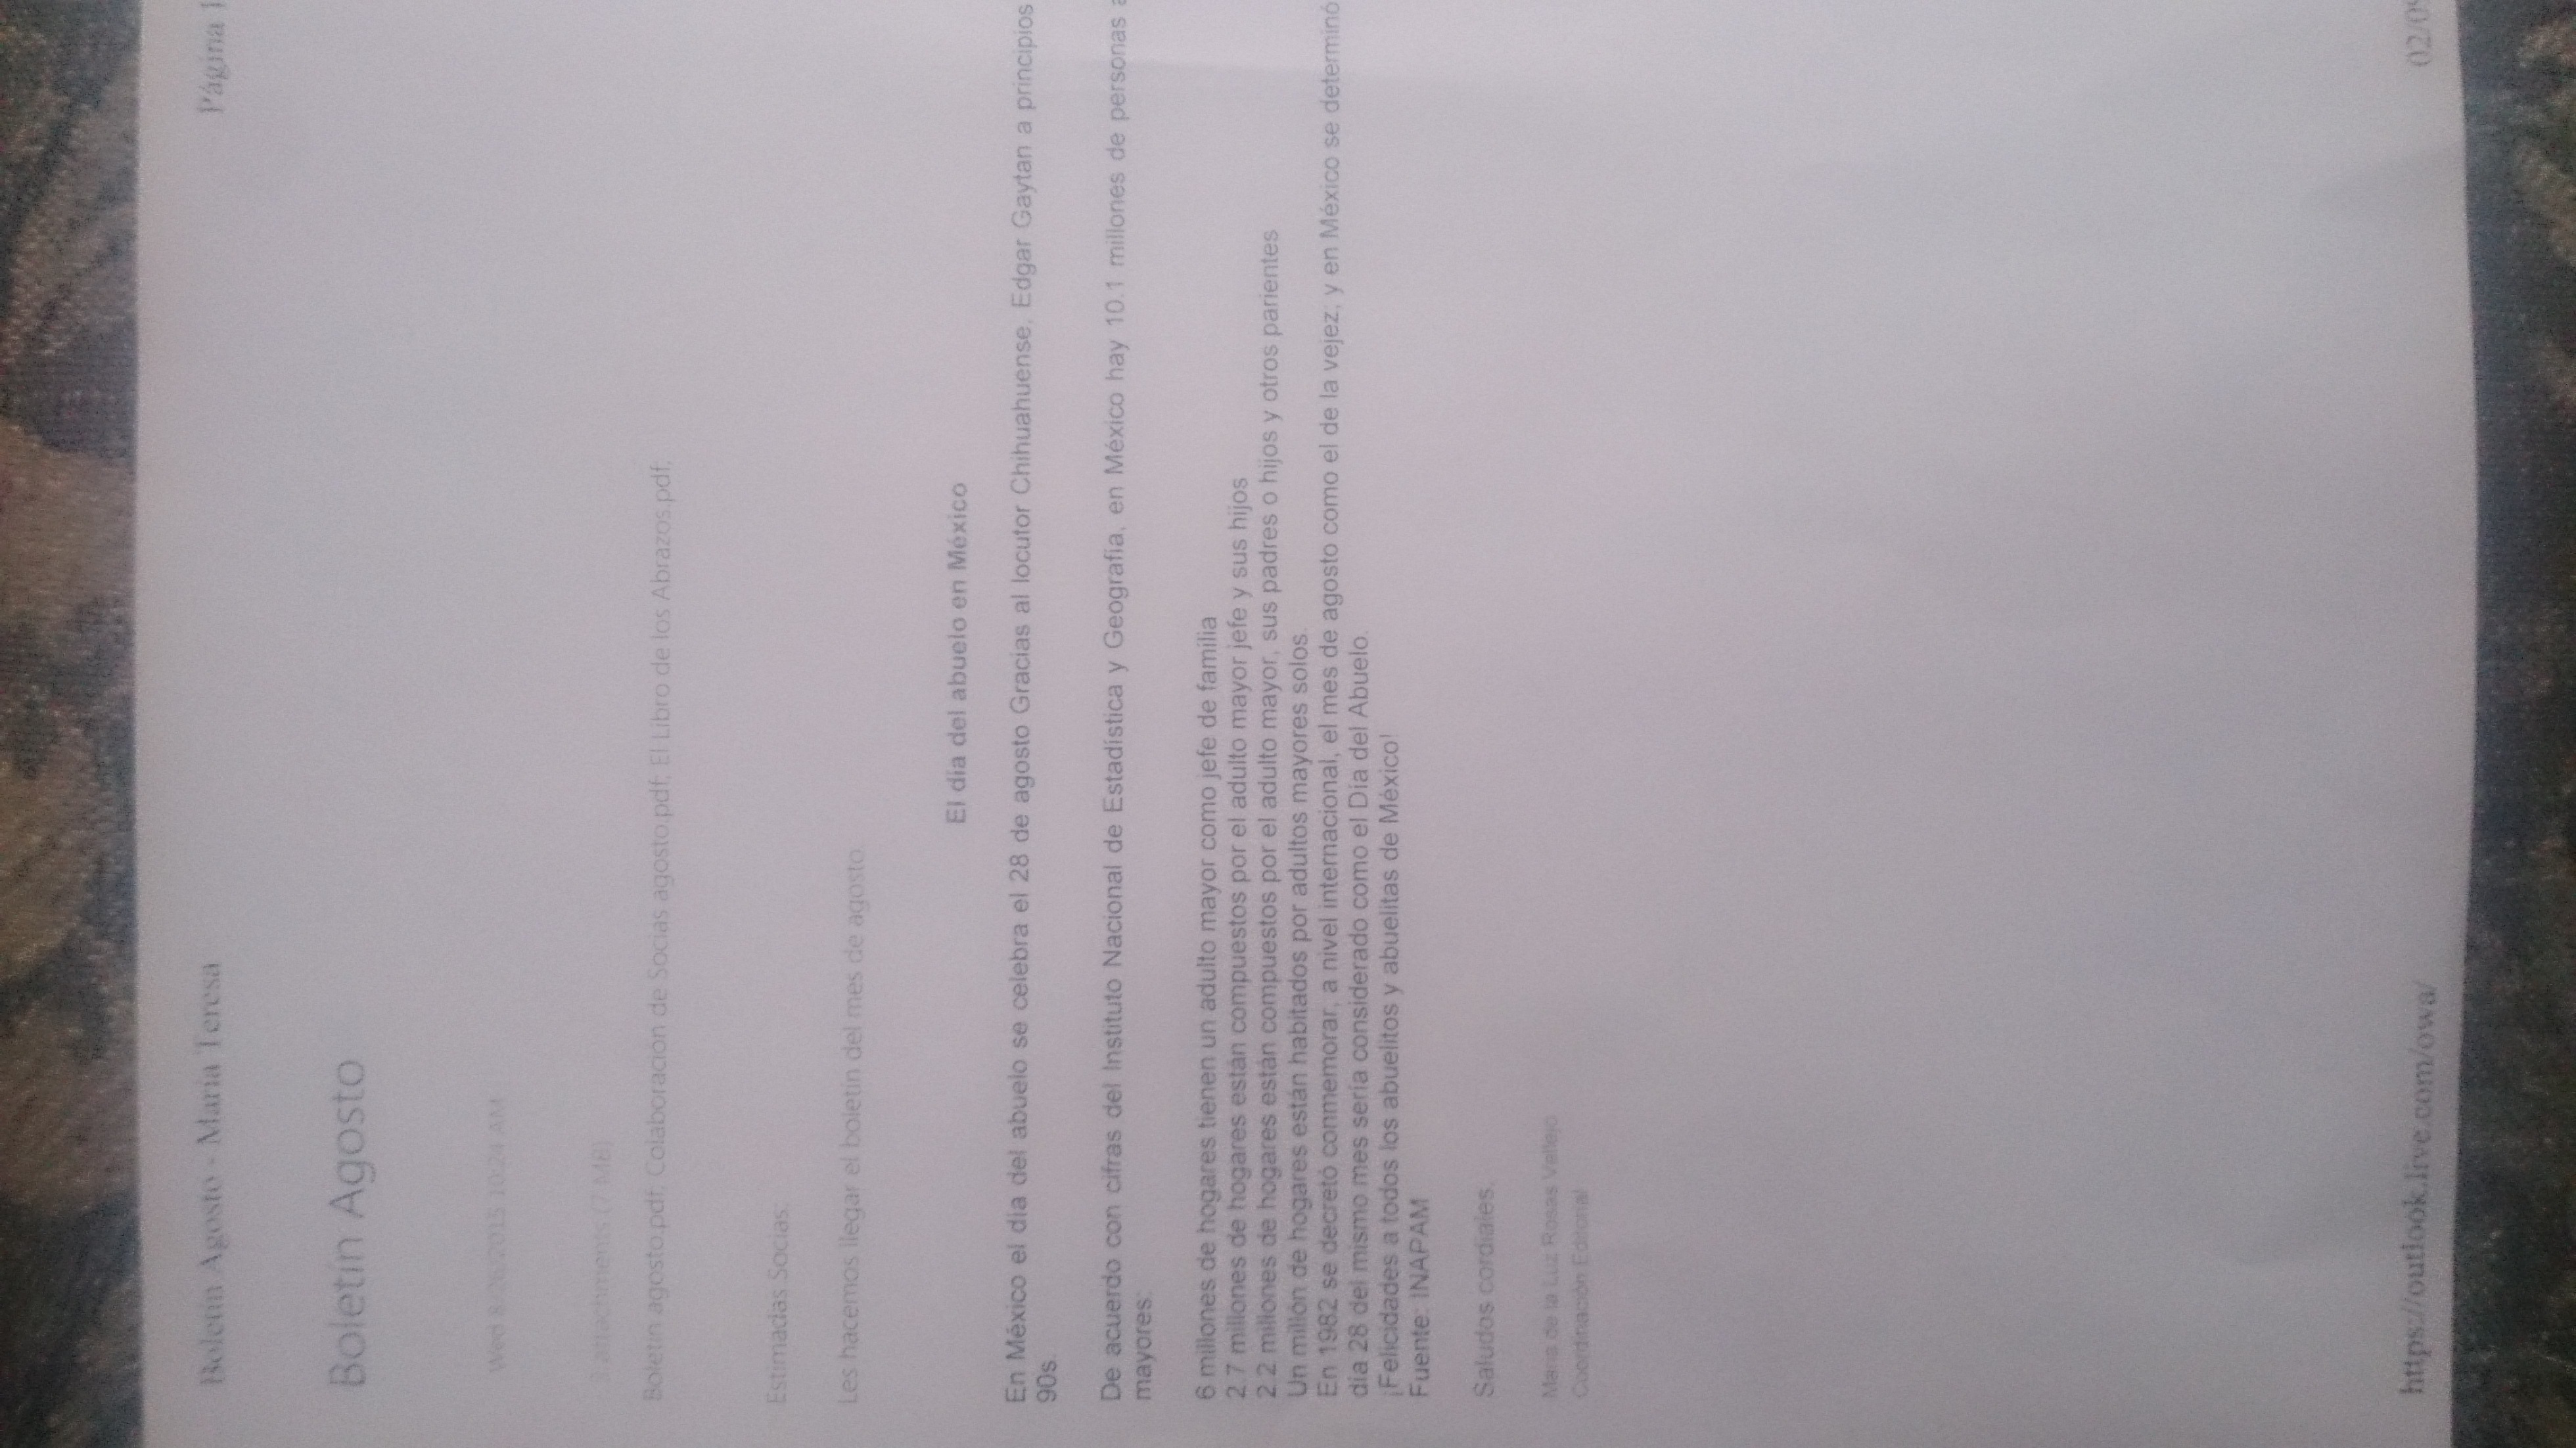 Boletín Agosto - María Teresa Página 1
Boletín Agosto
Wed 8/26/2015 10:24 AM
attachments (7 MB)
Boletin agosto.pdf; Colaboración de Socias agosto.pdf; El Libro de los Abrazos.pdf;
Estimadas Socias:
Les hacemos llegar el boletín del mes de agosto.
El día del abuelo en México
En México el día del abuelo se celebra el 28 de agosto Gracias al locutor Chihuahuense, Edgar Gaytan a principios
90s.
De acuerdo con cifras del Instituto Nacional de Estadística y Geografía, en México hay 10.1 millones de personas a
mayores:
6 millones de hogares tienen un adulto mayor como jefe de familia
2.7 millones de hogares están compuestos por el adulto mayor jefe y sus hijos
2.2 millones de hogares están compuestos por el adulto mayor, sus padres o hijos y otros parientes
Un millón de hogares están habitados por adultos mayores solos.
En 1982 se decretó conmemorar, a nivel internacional, el mes de agosto como el de la vejez; y en México se determinó
día 28 del mismo mes sería considerado como el Día del Abuelo.
¡Felicidades a todos los abuelitos y abuelitas de México!
Fuente: INAPAM
Saludos cordiales,
María de la Luz Rosas Vallejo
Coordinación Editorial
https://outlook.live.com/owa/ 02/09